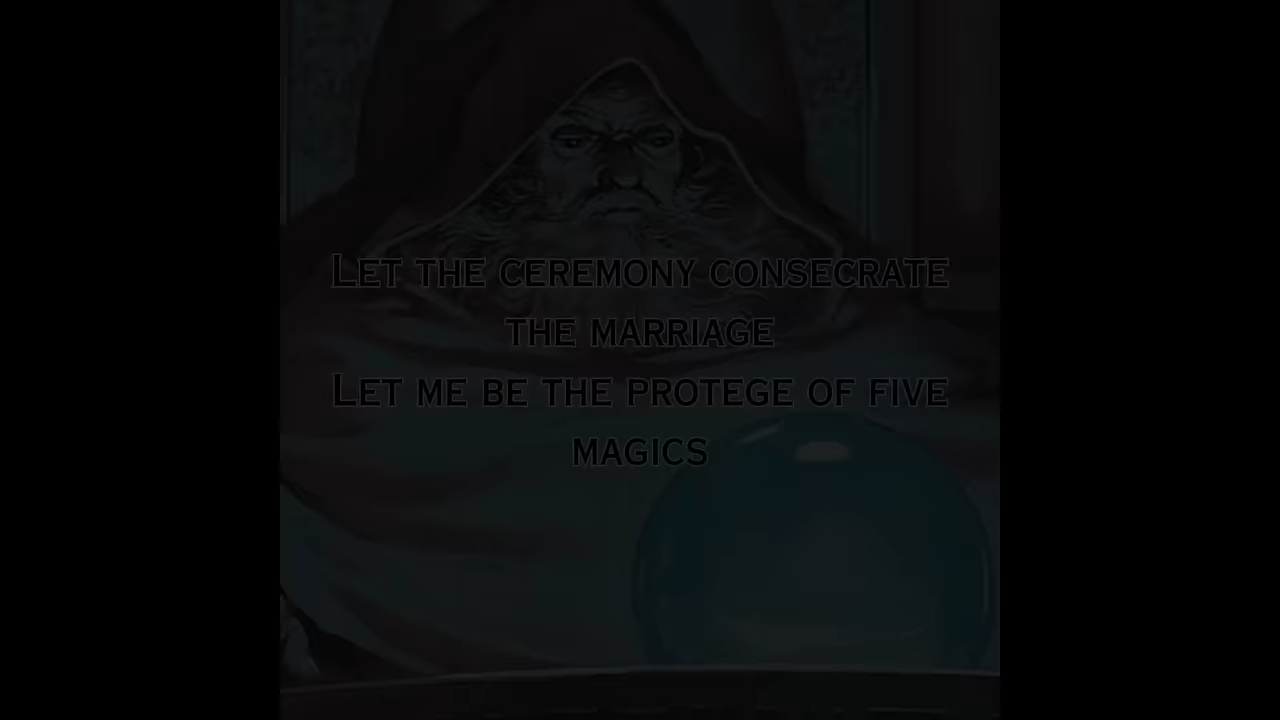 Let the ceremony consecrate
the marriage
Let me be the protege of five
magics